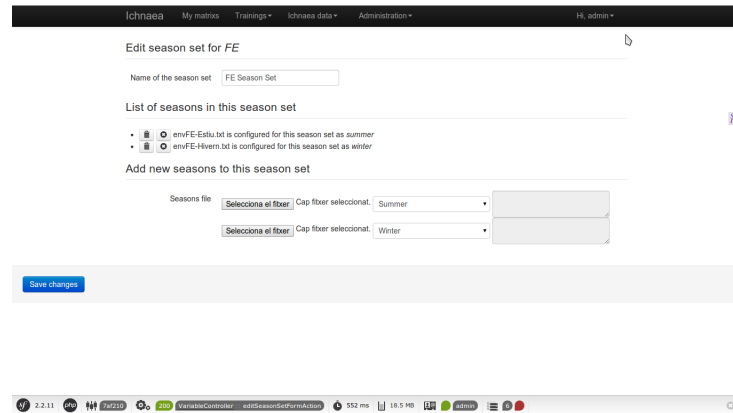 Ichnaea My matrixs Trainings Ichnaea data Administration Hi, admin
Edit season set for FE
Name of the season set FE Season Set
List of seasons in this season set
envFE-Estiu.txt is configured for this season set as summer
envFE-Hivern.txt is configured for this season set as winter
Add new seasons to this season set
Seasons file Selecciona el fitxer Cap fitxer seleccionat. Summer
Selecciona el fitxer Cap fitxer seleccionat. Winter
Save changes
sf 2.2.11 php 7af210 200 VariableController editSeasonSetFormAction 552 ms 18.5 MB admin 6